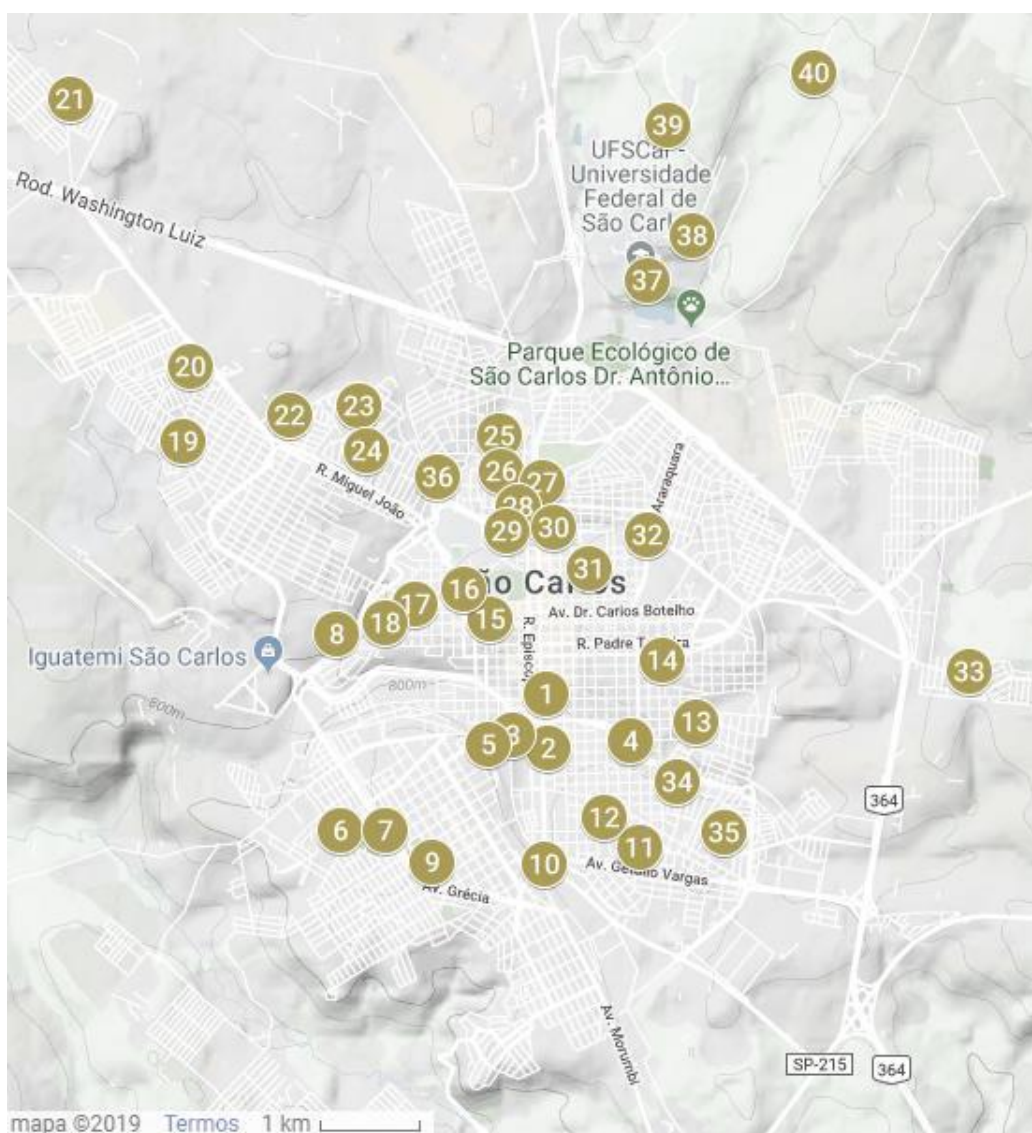 40
21
39
UFSCar -
Universidade
Federal de
São Carl
Rod. Washington Luiz
38
37
Parque Ecológico de
São Carlos Dr. Antônio...
20
23
22
25
19
24
26
36
27
28
R. Miguel João
Araraquara
29
30
32
31
São Carlos
16
17
18
15
Av. Dr. Carlos Botelho
8
R. Episcop
R. Padre T
ira
Iguatemi São Carlos
14
33
800m
800m
1
13
5
3
2
4
34
364
12
6
7
35
11
9
10
Av. Getúlio Vargas
Av. Grécia
Av. Morumbi
SP-215
364
mapa ©2019 Termos 1 km